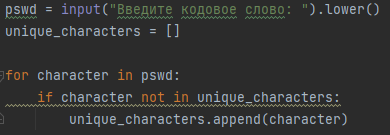 pswd = input("Введите кодовое слово: ").lower()
unique_characters = []
for character in pswd:
    if character not in unique_characters:
        unique_characters.append(character)